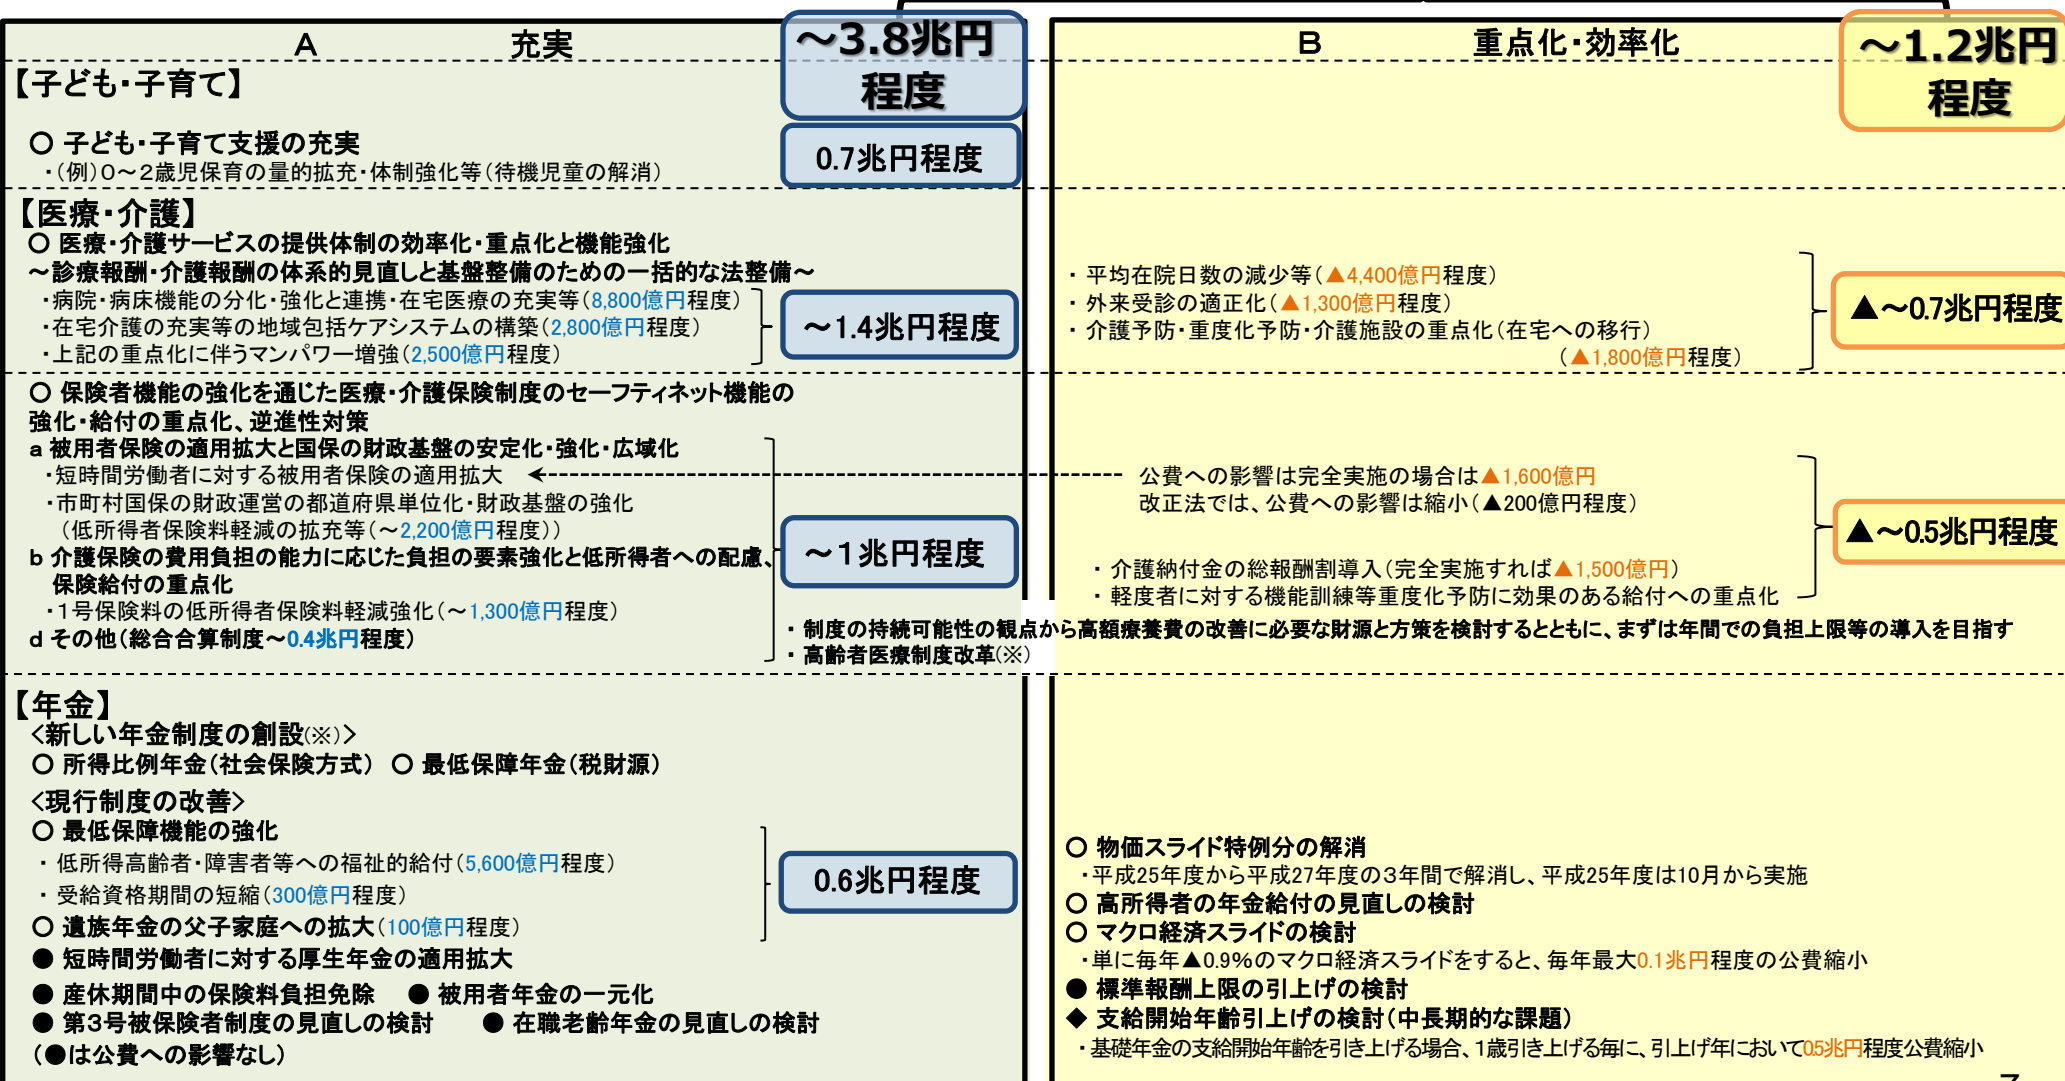 A 充実
～3.8兆円
程度
【子ども・子育て】
○ 子ども・子育て支援の充実
・(例)0～2歳児保育の量的拡充・体制強化等(待機児童の解消)
0.7兆円程度
【医療・介護】
○ 医療・介護サービスの提供体制の効率化・重点化と機能強化
～診療報酬・介護報酬の体系的見直しと基盤整備のための一括的な法整備～
・病院・病床機能の分化・強化と連携・在宅医療の充実等(8,800億円程度)
・在宅介護の充実等の地域包括ケアシステムの構築(2,800億円程度)
・上記の重点化に伴うマンパワー増強(2,500億円程度)
～1.4兆円程度
○ 保険者機能の強化を通じた医療・介護保険制度のセーフティネット機能の
強化・給付の重点化、逆進性対策
a 被用者保険の適用拡大と国保の財政基盤の安定化・強化・広域化
・短時間労働者に対する被用者保険の適用拡大
・市町村国保の財政運営の都道府県単位化・財政基盤の強化
(低所得者保険料軽減の拡充等(～2,200億円程度))
b 介護保険の費用負担の能力に応じた負担の要素強化と低所得者への配慮、
保険給付の重点化
・1号保険料の低所得者保険料軽減強化(～1,300億円程度)
d その他(総合合算制度～0.4兆円程度)
～1兆円程度
・ 制度の持続可能性の観点から高額療養費の改善に必要な財源と方策を検討するとともに、まずは年間での負担上限等の導入を目指す
・ 高齢者医療制度改革(※)
【年金】
<新しい年金制度の創設(※)>
○ 所得比例年金(社会保険方式) ○ 最低保障年金(税財源)
<現行制度の改善>
○ 最低保障機能の強化
・ 低所得高齢者・障害者等への福祉的給付(5,600億円程度)
・ 受給資格期間の短縮(300億円程度)
○ 遺族年金の父子家庭への拡大(100億円程度)
0.6兆円程度
● 短時間労働者に対する厚生年金の適用拡大
● 産休期間中の保険料負担免除 ● 被用者年金の一元化
● 第3号被保険者制度の見直しの検討 ● 在職老齢年金の見直しの検討
(●は公費への影響なし)
B 重点化・効率化
～1.2兆円
程度
・ 平均在院日数の減少等(▲4,400億円程度)
・ 外来受診の適正化(▲1,300億円程度)
・ 介護予防・重度化予防・介護施設の重点化(在宅への移行)
(▲1,800億円程度)
▲～0.7兆円程度
公費への影響は完全実施の場合は▲1,600億円
改正法では、公費への影響は縮小(▲200億円程度)
・ 介護納付金の総報酬割導入(完全実施すれば▲1,500億円)
・ 軽度者に対する機能訓練等重度化予防に効果のある給付への重点化
▲～0.5兆円程度
○ 物価スライド特例分の解消
・平成25年度から平成27年度の3年間で解消し、平成25年度は10月から実施
○ 高所得者の年金給付の見直しの検討
○ マクロ経済スライドの検討
・単に毎年▲0.9%のマクロ経済スライドをすると、毎年最大0.1兆円程度の公費縮小
● 標準報酬上限の引上げの検討
◆ 支給開始年齢引上げの検討(中長期的な課題)
・基礎年金の支給開始年齢を引き上げる場合、1歳引き上げる毎に、引上げ年において0.5兆円程度公費縮小